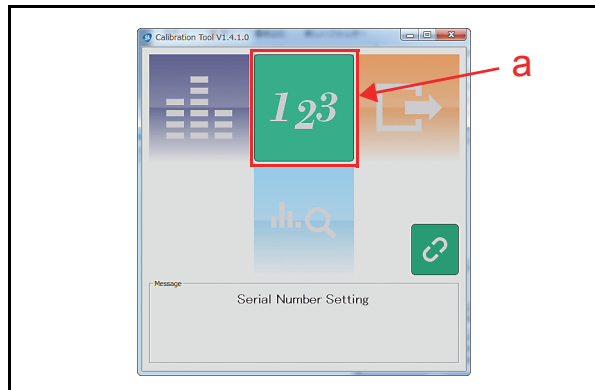 Calibration Tool V1.4.1.0
a
123
Message
Serial Number Setting